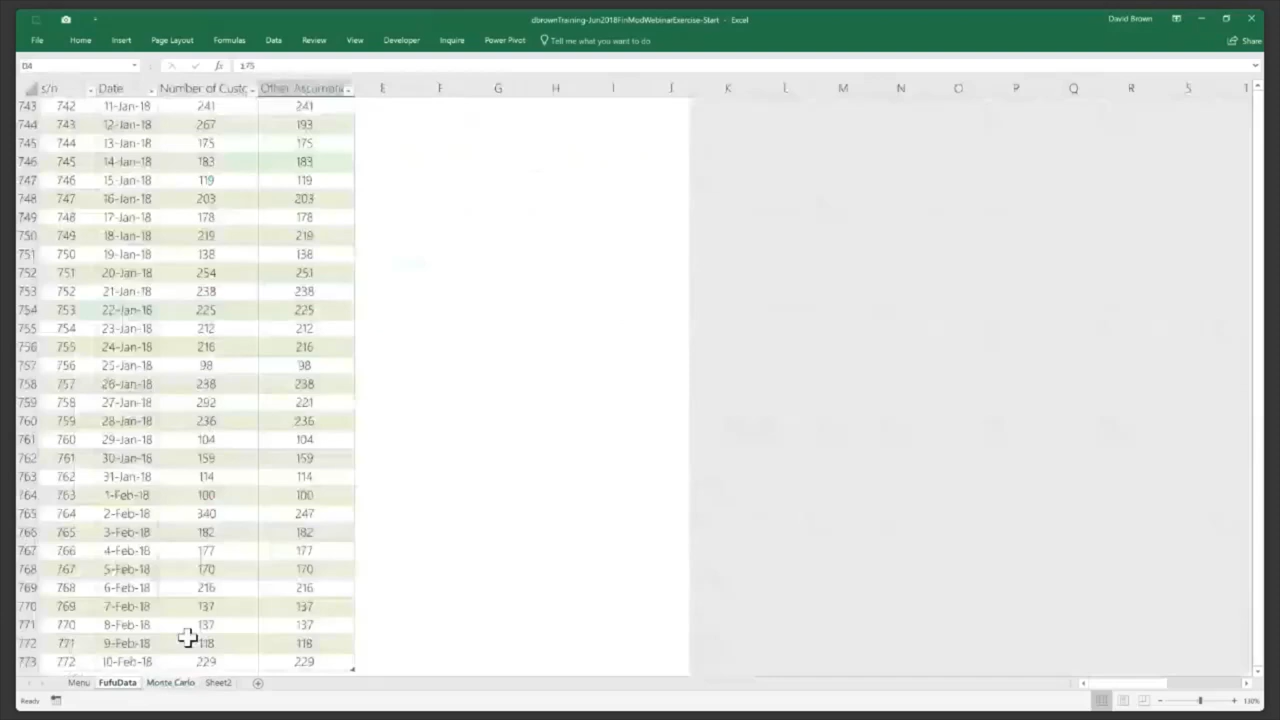 dbrownTraining-Jun2018FinModWebinarExercise-Start - Excel
David Brown
File Home Insert Page Layout Formulas Data Review View Developer Inquire Power Pivot Tell me what you want to do Share
D4 fx 175
s/n Date Number of Custc Other Assumpti E F G H I J K L M N O P Q R S T
743 742 11-Jan-18 241 241
744 743 12-Jan-18 267 193
745 744 13-Jan-18 175 175
746 745 14-Jan-18 183 183
747 746 15-Jan-18 119 119
748 747 16-Jan-18 203 203
749 748 17-Jan-18 178 178
750 749 18-Jan-18 219 219
751 750 19-Jan-18 138 138
752 751 20-Jan-18 254 251
753 752 21-Jan-18 238 238
754 753 22-Jan-18 225 225
755 754 23-Jan-18 212 212
756 755 24-Jan-18 216 216
757 756 25-Jan-18 98 98
758 757 26-Jan-18 238 238
759 758 27-Jan-18 292 221
760 759 28-Jan-18 236 236
761 760 29-Jan-18 104 104
762 761 30-Jan-18 159 159
763 762 31-Jan-18 114 114
764 763 1-Feb-18 100 100
765 764 2-Feb-18 340 247
766 765 3-Feb-18 182 182
767 766 4-Feb-18 177 177
768 767 5-Feb-18 170 170
769 768 6-Feb-18 216 216
770 769 7-Feb-18 137 137
771 770 8-Feb-18 137 137
772 771 9-Feb-18 118 118
773 772 10-Feb-18 229 229
Menu FufuData Monte Carlo Sheet2
Ready 130%